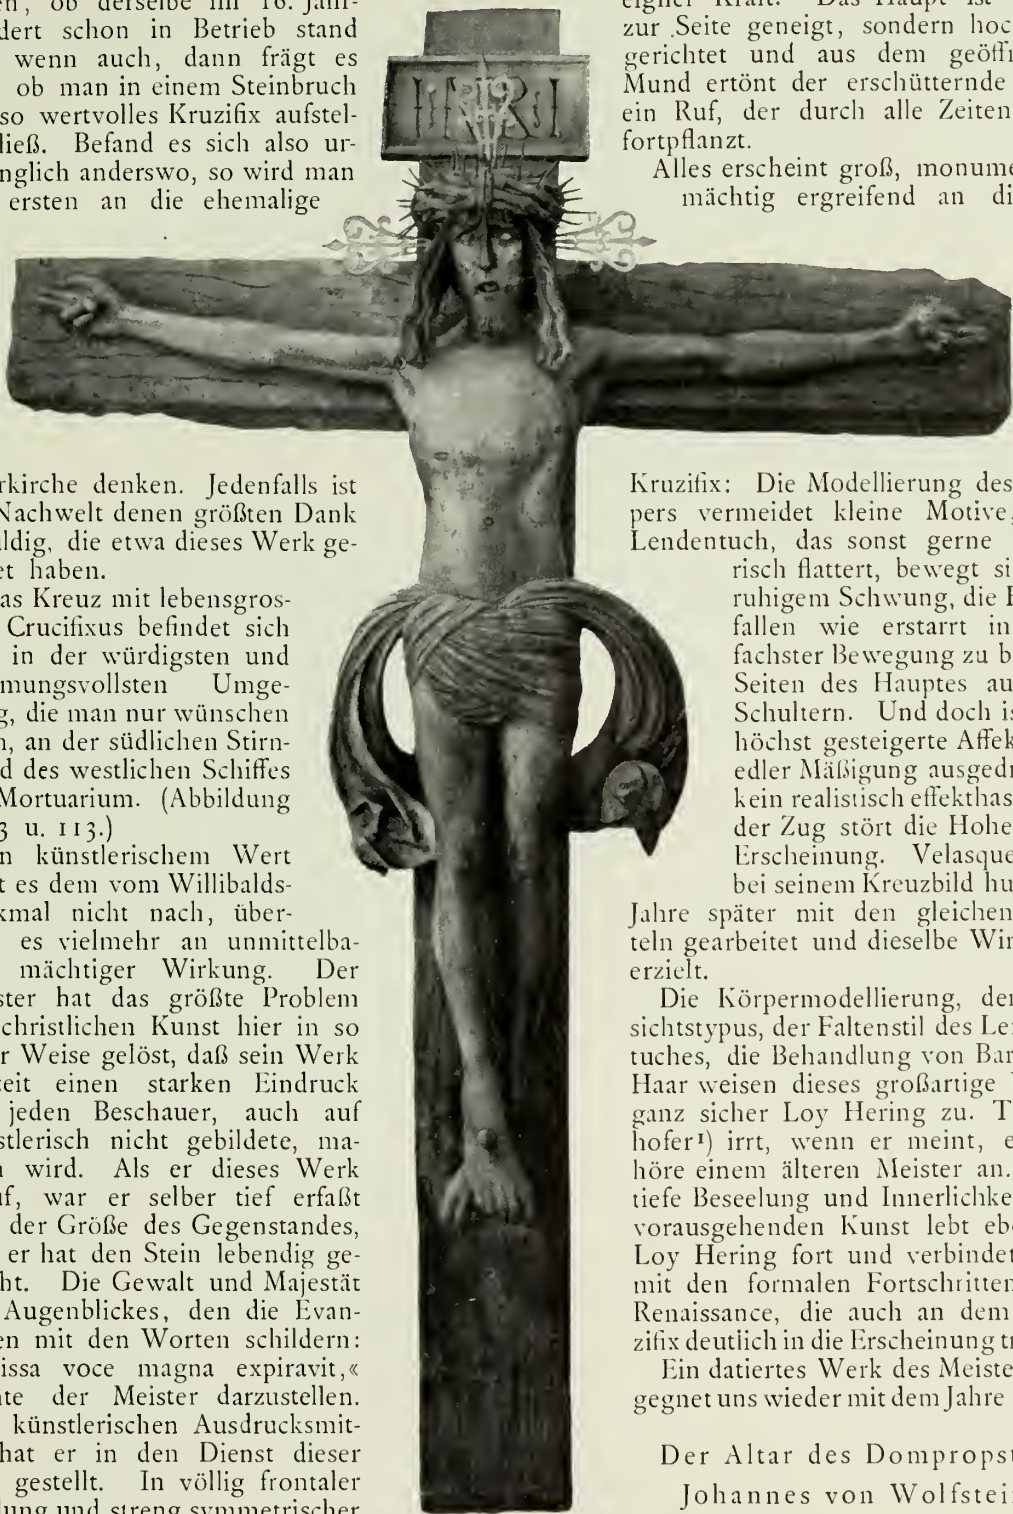 ob derselbe im 16. Jahr-
dert schon in Betrieb stand
wenn auch, dann frägt es
ob man in einem Steinbruch
so wertvolles Kruzifix aufstel-
ließ. Befand es sich also ur-
nglich anderswo, so wird man
ersten an die ehemalige
rkirche denken. Jedenfalls ist
Nachwelt denen größten Dank
uldig, die etwa dieses Werk ge-
et haben.
as Kreuz mit lebensgros-
Crucifixus befindet sich
in der würdigsten und
mungsvollsten Umge-
g, die man nur wünschen
n, an der südlichen Stirn-
d des westlichen Schiffes
Mortuarium. (Abbildung
3 u. 113.)
n künstlerischem Wert
t es dem vom Willibalds-
kmal nicht nach, über-
es vielmehr an unmittelba-
mächtiger Wirkung. Der
ster hat das größte Problem
christlichen Kunst hier in so
r Weise gelöst, daß sein Werk
zeit einen starken Eindruck
jeden Beschauer, auch auf
stlerisch nicht gebildete, ma-
n wird. Als er dieses Werk
uf, war er selber tief erfaßt
der Größe des Gegenstandes,
er hat den Stein lebendig ge-
ht. Die Gewalt und Majestät
Augenblickes, den die Evan-
en mit den Worten schildern:
issa voce magna expiravit,«
te der Meister darzustellen.
künstlerischen Ausdrucksmit-
hat er in den Dienst dieser
gestellt. In völlig frontaler
lung und streng symmetrischer
I·N·R·I
eigner Kraft. Das Haupt ist
zur Seite geneigt, sondern hoc
gerichtet und aus dem geöff
Mund ertönt der erschütternde
ein Ruf, der durch alle Zeiten
fortpflanzt.
Alles erscheint groß, monume
mächtig ergreifend an di
Kruzifix: Die Modellierung des
pers vermeidet kleine Motive,
Lendentuch, das sonst gerne
risch flattert, bewegt si
ruhigem Schwung, die
fallen wie erstarrt in
fachster Bewegung zu b
Seiten des Hauptes au
Schultern. Und doch is
höchst gesteigerte Affek
edler Mäßigung ausgedr
kein realistisch effekthas
der Zug stört die Hohe
Erscheinung. Velasque
bei seinem Kreuzbild hu
Jahre später mit den gleichen
teln gearbeitet und dieselbe Wir
erzielt.
Die Körpermodellierung, der
sichtstypus, der Faltenstil des Le
tuches, die Behandlung von Bar
Haar weisen dieses großartige
ganz sicher Loy Hering zu. T
hofer¹) irrt, wenn er meint, e
höre einem älteren Meister an.
tiefe Beseelung und Innerlichke
vorausgehenden Kunst lebt eb
Loy Hering fort und verbindet
mit den formalen Fortschritten
Renaissance, die auch an dem
zifix deutlich in die Erscheinung tr
Ein datiertes Werk des Meiste
gegnet uns wieder mit dem Jahre
Der Altar des Dompropst
Johannes von Wolfstei